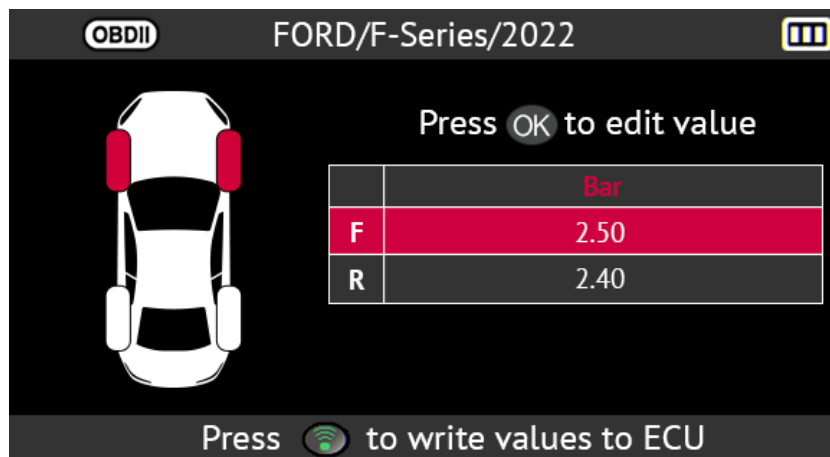 OBDII FORD/F-Series/2022
Press OK to edit value
Bar
F 2.50
R 2.40
Press to write values to ECU